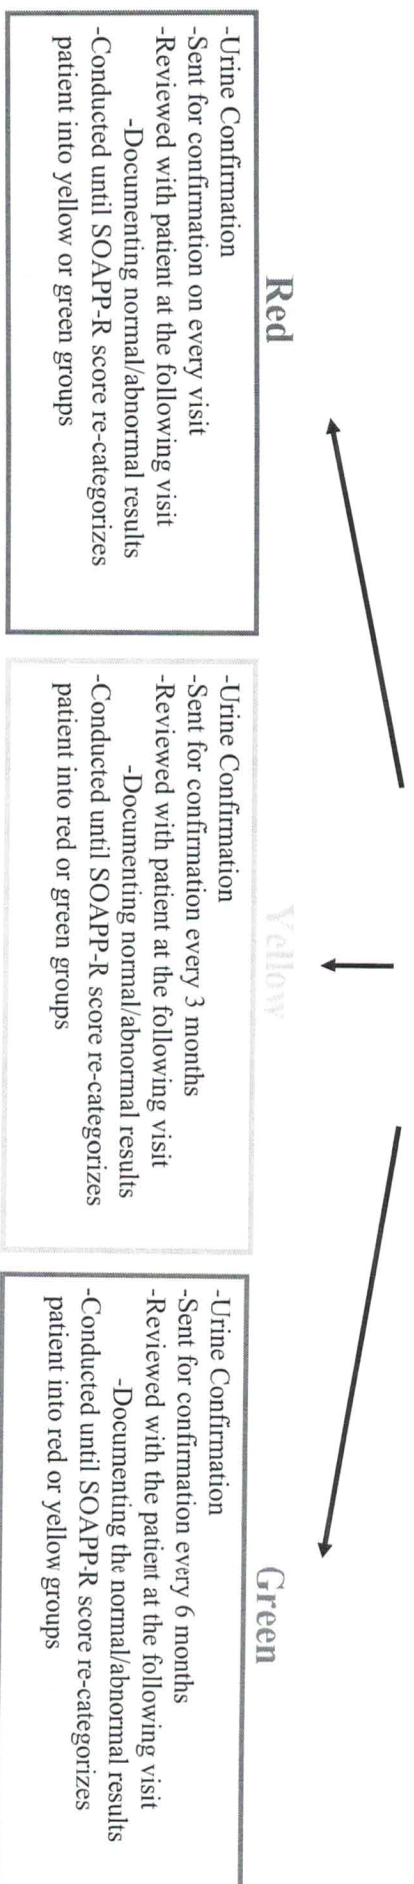 Red
-Urine Confirmation
-Sent for confirmation on every visit
-Reviewed with patient at the following visit
-Documenting normal/abnormal results
-Conducted until SOAPP-R score re-categorizes
patient into yellow or green groups
Yellow
-Urine Confirmation
-Sent for confirmation every 3 months
-Reviewed with patient at the following visit
-Documenting normal/abnormal results
-Conducted until SOAPP-R score re-categorizes
patient into red or green groups
Green
-Urine Confirmation
-Sent for confirmation every 6 months
-Reviewed with the patient at the following visit
-Documenting the normal/abnormal results
-Conducted until SOAPP-R score re-categorizes
patient into red or yellow groups